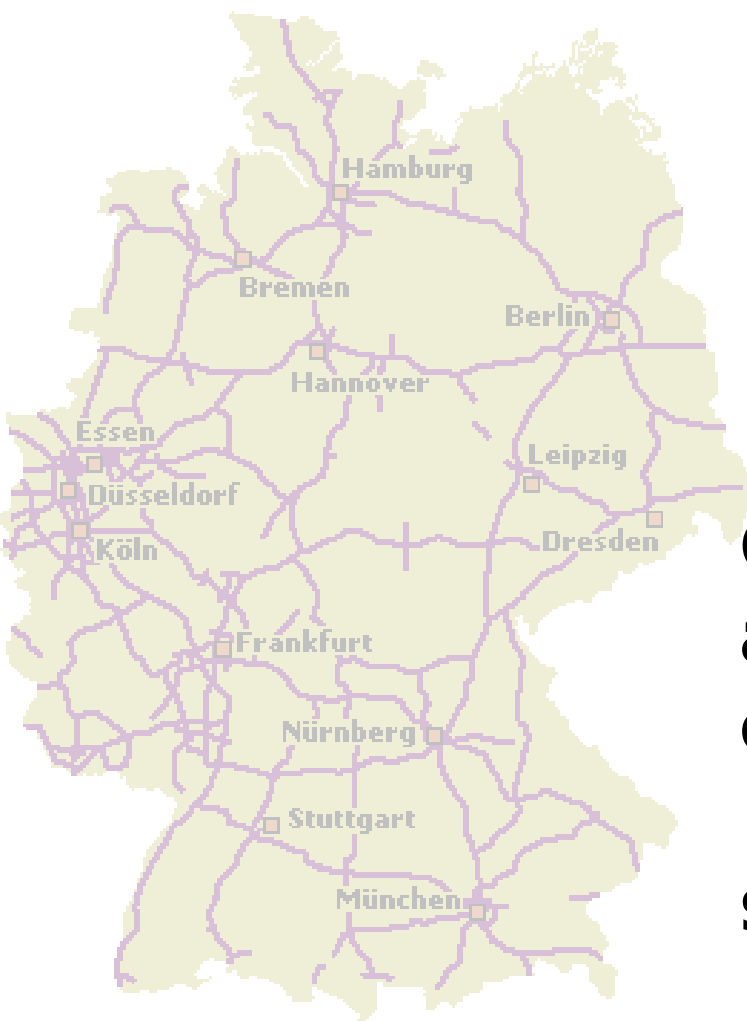 Hamburg
Bremen
Berlin
Hannover
Essen
Leipzig
Düsseldorf
Dresden
Köln
Frankfurt
Nürnberg
Stuttgart
München